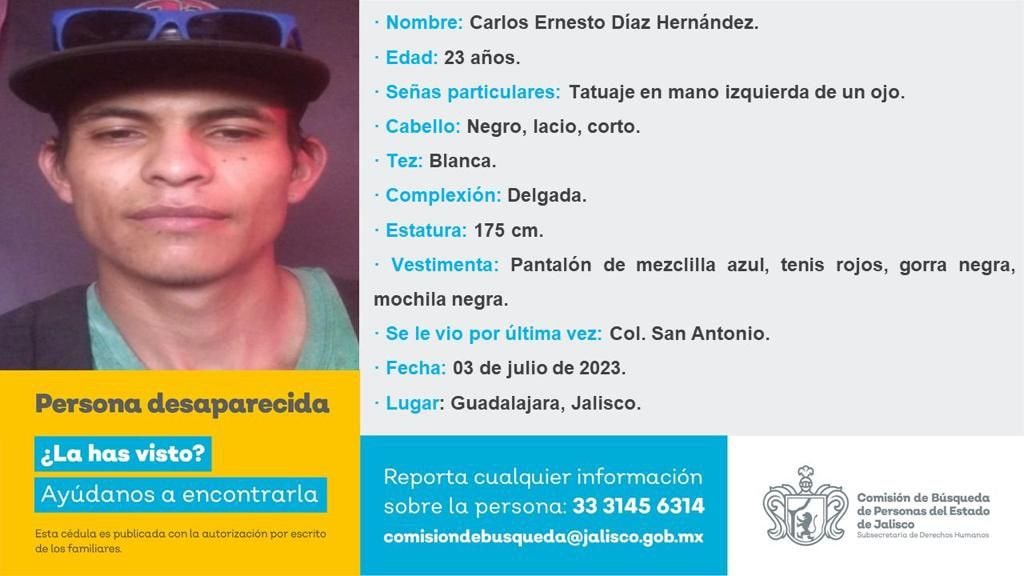 · Nombre: Carlos Ernesto Díaz Hernández.
· Edad: 23 años.
· Señas particulares: Tatuaje en mano izquierda de un ojo.
· Cabello: Negro, lacio, corto.
· Tez: Blanca.
· Complexión: Delgada.
· Estatura: 175 cm.
· Vestimenta: Pantalón de mezclilla azul, tenis rojos, gorra negra,
mochila negra.
· Se le vio por última vez: Col. San Antonio.
· Fecha: 03 de julio de 2023.
· Lugar: Guadalajara, Jalisco.
Persona desaparecida
¿La has visto?
Ayúdanos a encontrarla
Esta cédula es publicada con la autorización por escrito
de los familiares.
Reporta cualquier información
sobre la persona: 33 3145 6314
comisiondebusqueda@jalisco.gob.mx
Comisión de Búsqueda
de Personas del Estado
de Jalisco
Subsecretaría de Derechos Humanos